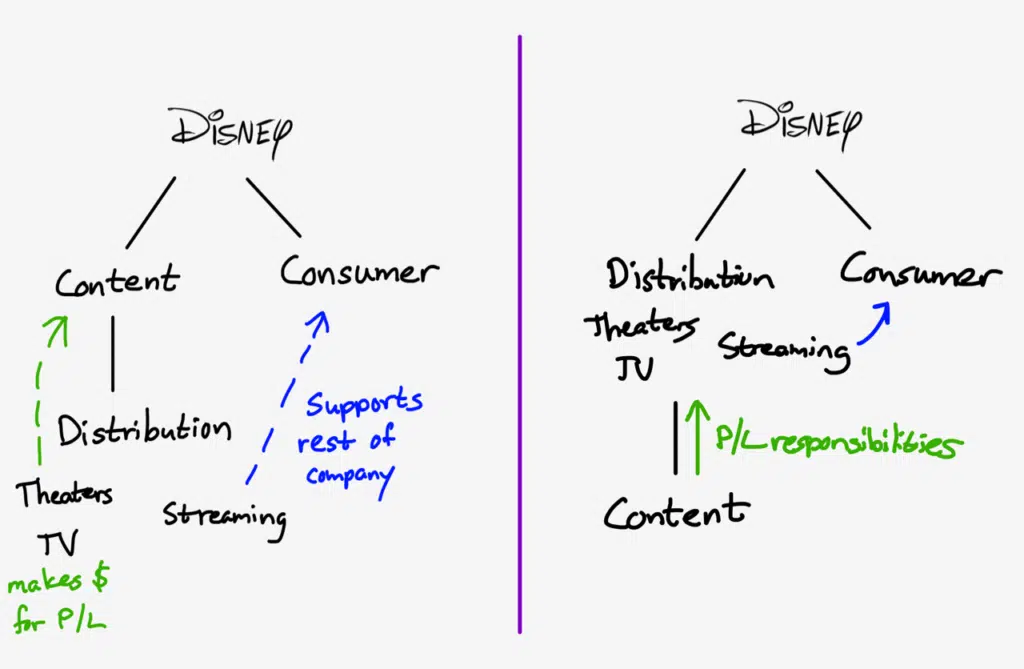 DISNEY
Content
Consumer
Distribution
Theaters
TV
makes $
for P/L
Streaming
Supports
rest of
company
DISNEY
Distribution
Consumer
Theaters
TV
Streaming
P/L responsibilities
Content